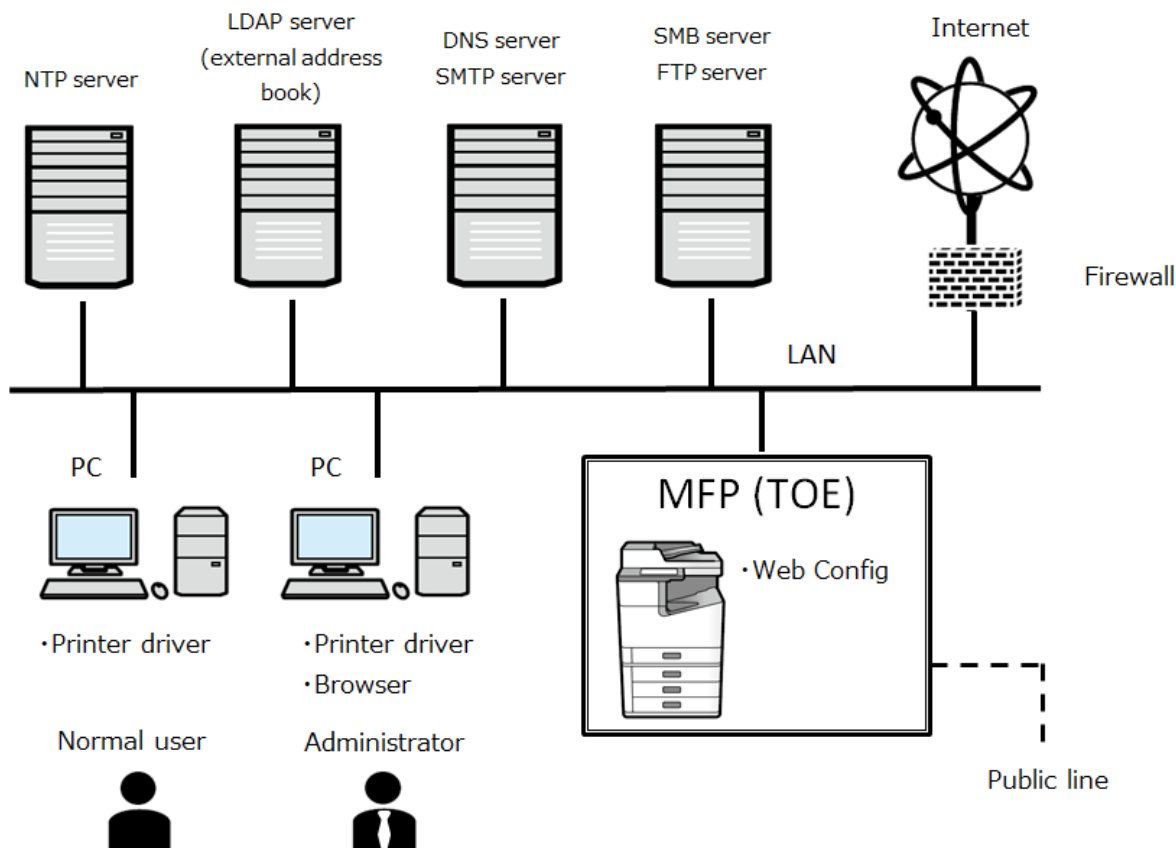 NTP server
LDAP server
(external address
book)
DNS server
SMTP server
SMB server
FTP server
Internet
Firewall
LAN
PC
PC
MFP (TOE)
・Web Config
・Printer driver
・Printer driver
・Browser
Normal user
Administrator
Public line